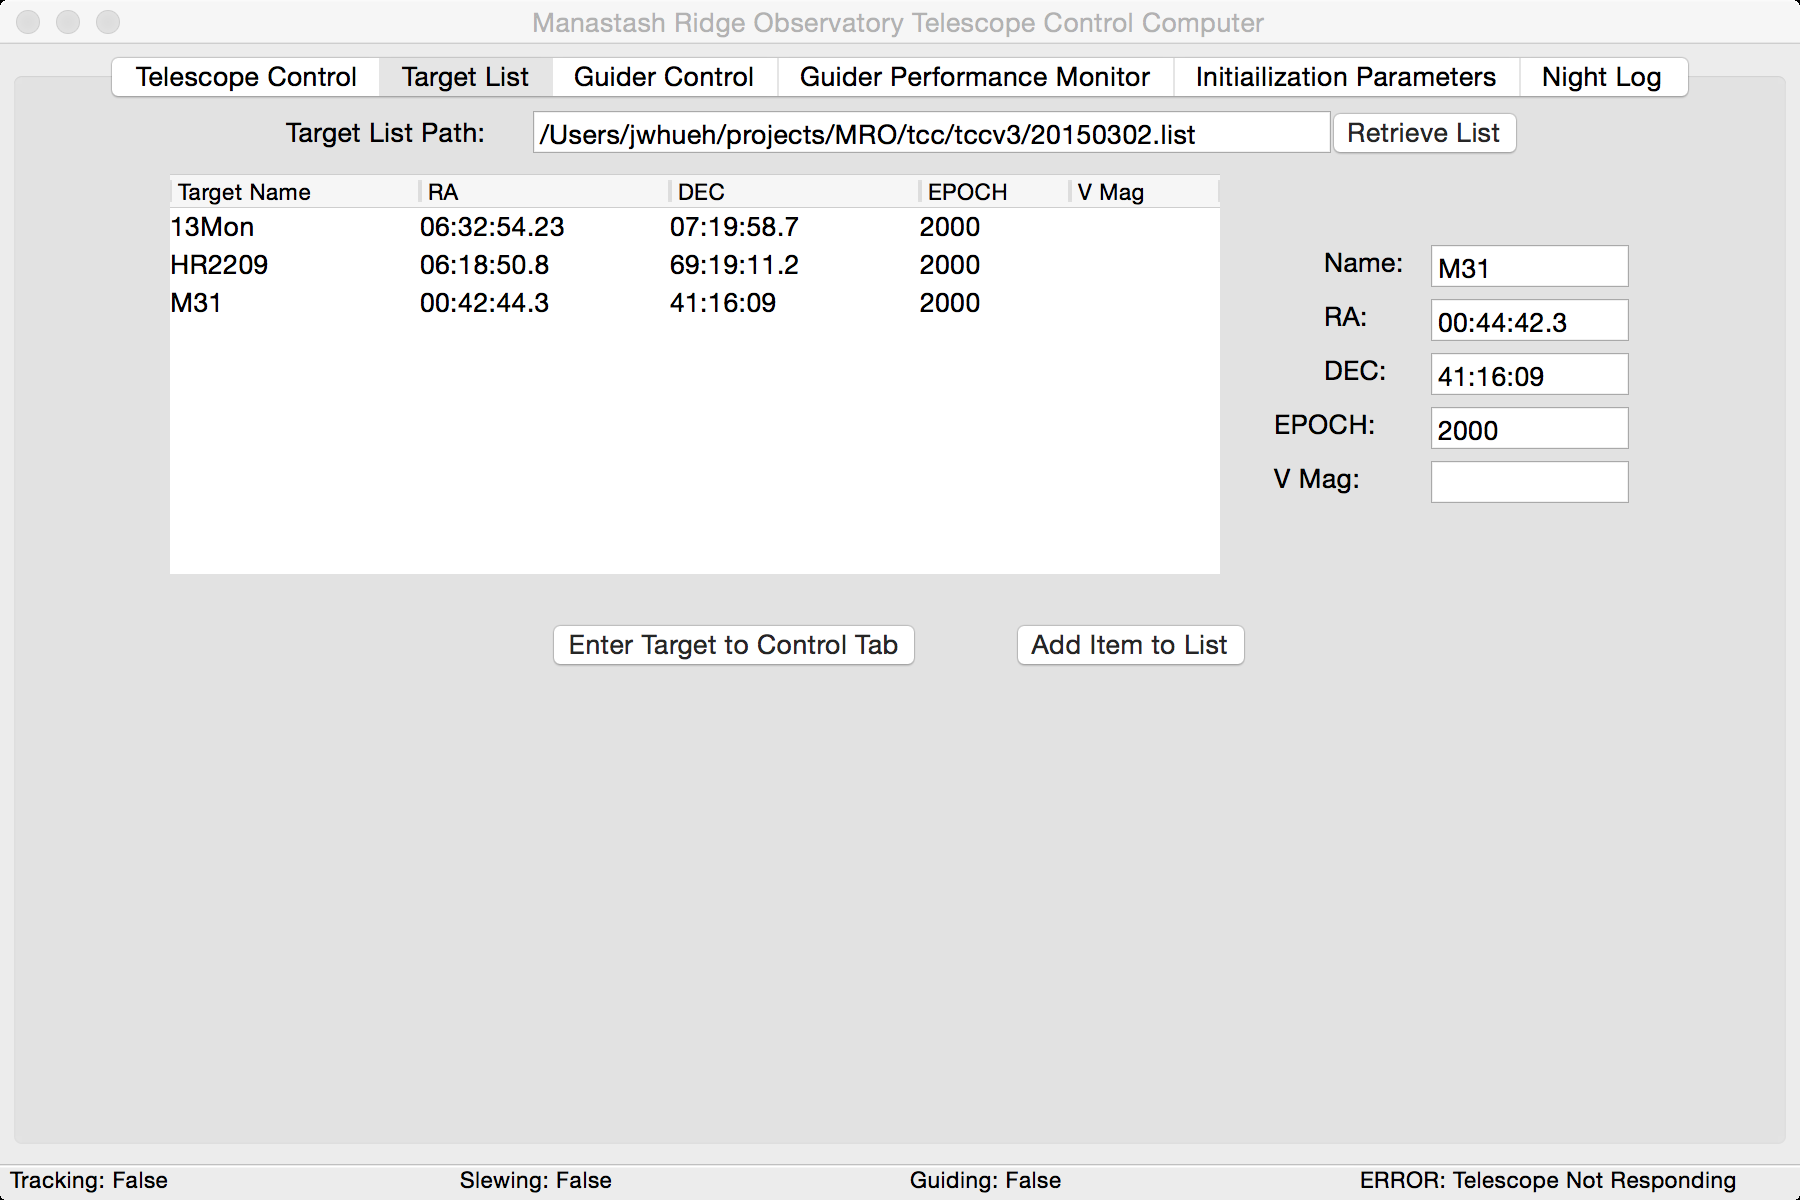 Manastash Ridge Observatory Telescope Control Computer
Telescope Control Target List Guider Control Guider Performance Monitor Initiailization Parameters Night Log
Target List Path: /Users/jwhueh/projects/MRO/tcc/tccv3/20150302.list Retrieve List
Target Name RA DEC EPOCH V Mag
13Mon 06:32:54.23 07:19:58.7 2000
HR2209 06:18:50.8 69:19:11.2 2000
M31 00:42:44.3 41:16:09 2000
Name: M31
RA: 00:44:42.3
DEC: 41:16:09
EPOCH: 2000
V Mag:
Enter Target to Control Tab Add Item to List
Tracking: False Slewing: False Guiding: False ERROR: Telescope Not Responding